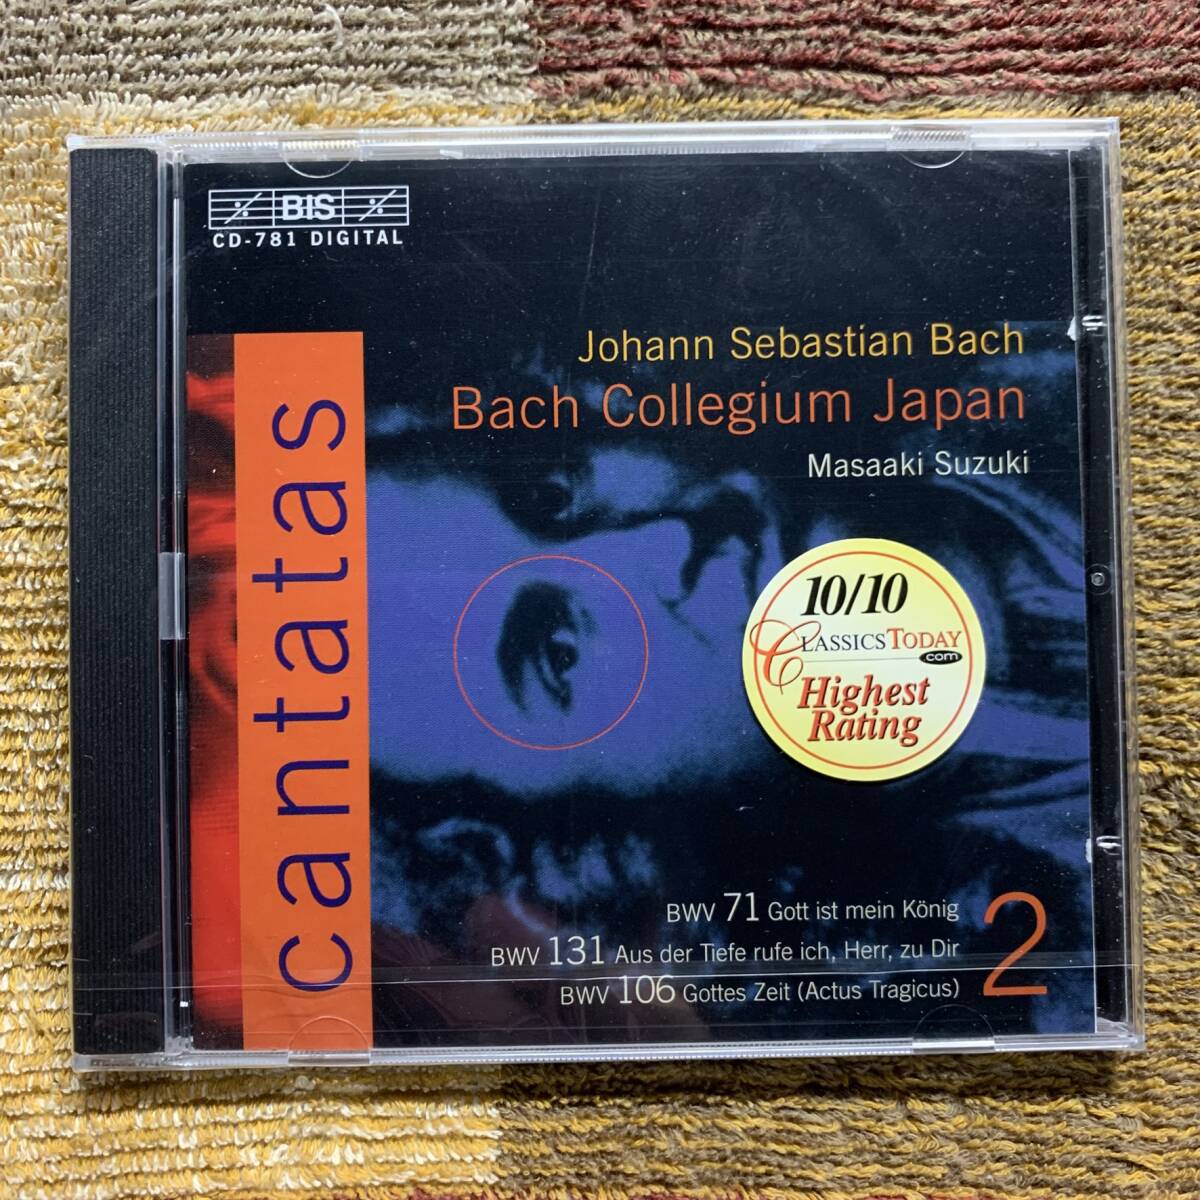 BIS
CD-781 DIGITAL
Johann Sebastian Bach
Bach Collegium Japan
Masaaki Suzuki
cantatas
10/10
CLASSICSTODAY
com
Highest
Rating
BWV 71 Gott ist mein König
BWV 131 Aus der Tiefe rufe ich, Herr, zu Dir
BWV 106 Gottes Zeit (Actus Tragicus)
2